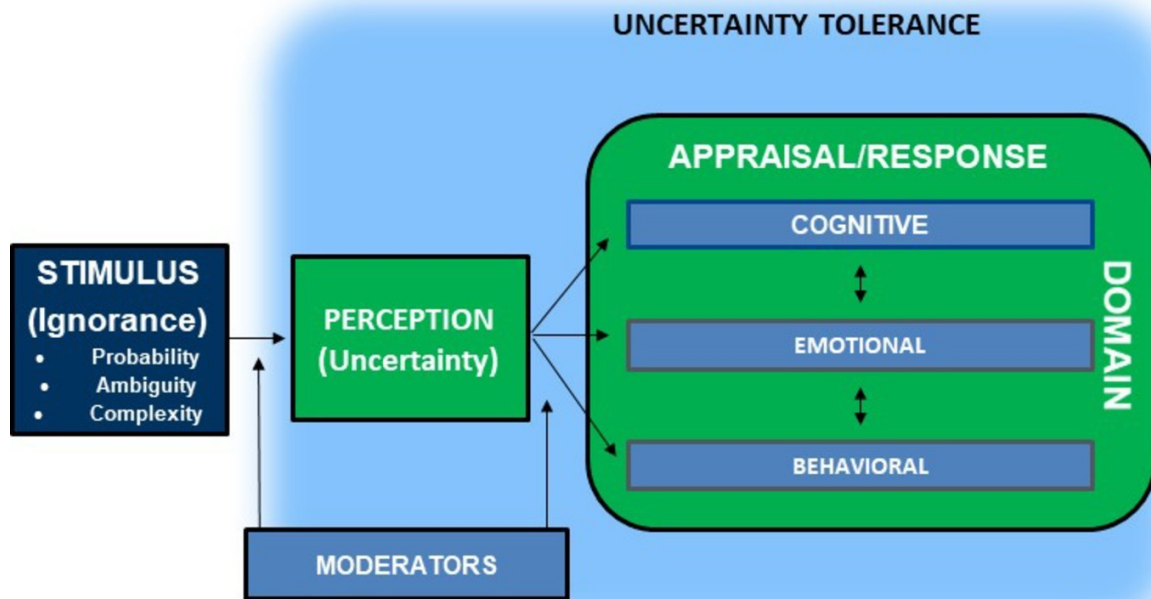 UNCERTAINTY TOLERANCE
STIMULUS
(Ignorance)
• Probability
• Ambiguity
• Complexity
PERCEPTION
(Uncertainty)
APPRAISAL/RESPONSE
COGNITIVE
EMOTIONAL
BEHAVIORAL
DOMAIN
MODERATORS